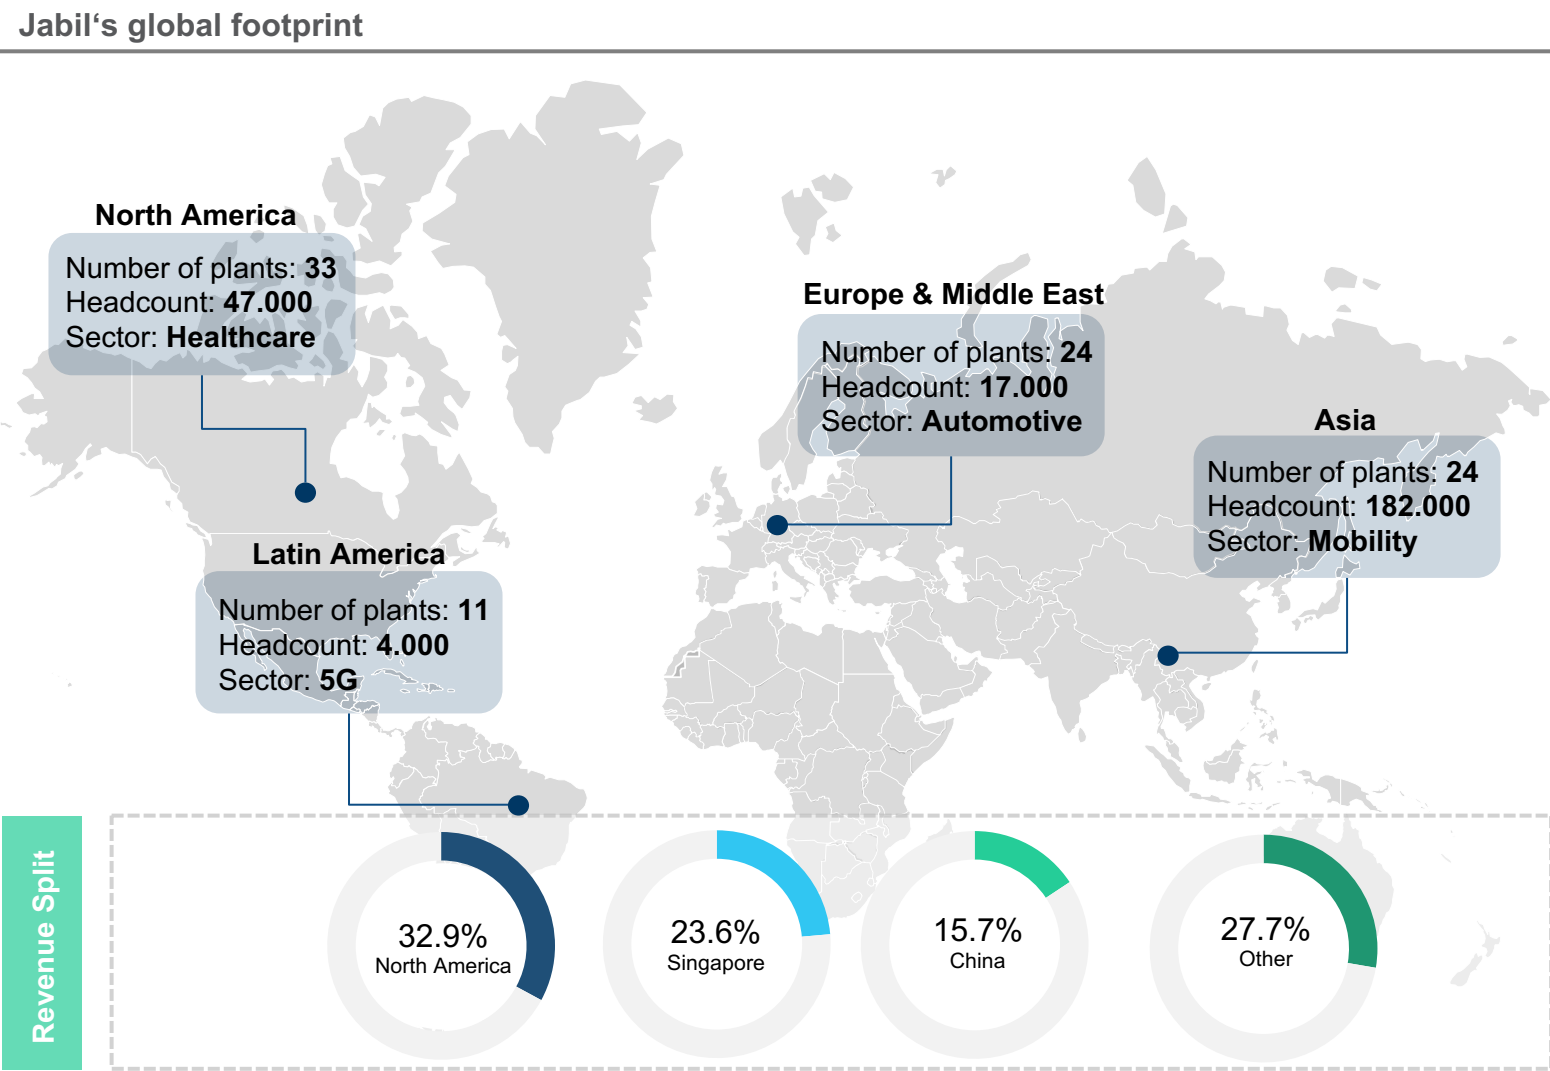 Jabil‘s global footprint
North America
Number of plants: 33
Headcount: 47.000
Sector: Healthcare
Europe & Middle East
Number of plants: 24
Headcount: 17.000
Sector: Automotive
Asia
Number of plants: 24
Headcount: 182.000
Sector: Mobility
Latin America
Number of plants: 11
Headcount: 4.000
Sector: 5G
Revenue Split
32.9%
North America
23.6%
Singapore
15.7%
China
27.7%
Other